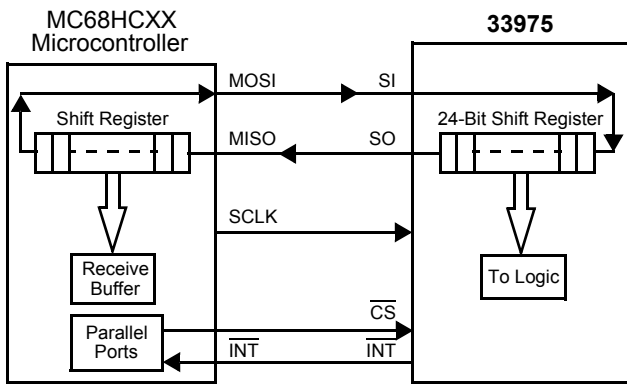 MC68HCXX
Microcontroller
33975
MOSI
SI
Shift Register
24-Bit Shift Register
MISO
SO
SCLK
Receive
Buffer
To Logic
CS
Parallel
Ports
INT
INT